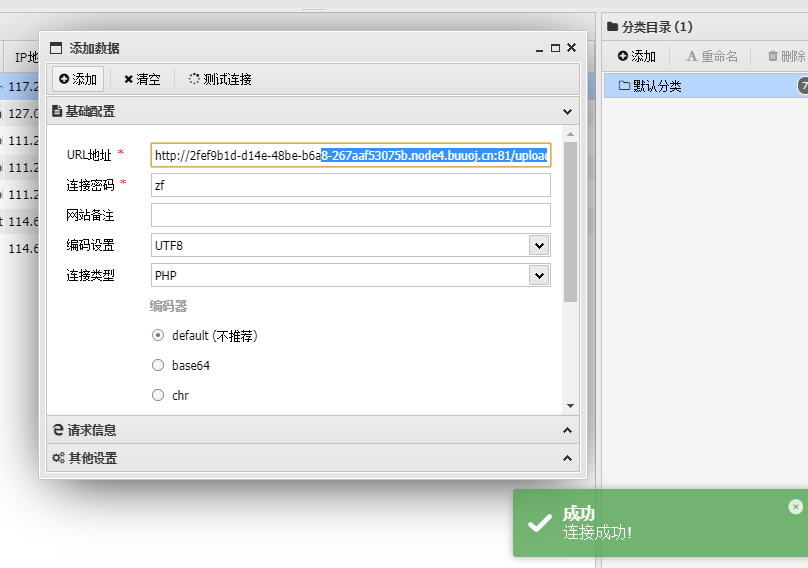 分类目录 (1)
添加 重命名 删除
默认分类
添加数据
添加 清空 测试连接
基础配置
URL地址 * http://2fef9b1d-d14e-48be-b6a8-267aaf53075b.node4.buuoj.cn:81/uploa
连接密码 * zf
网站备注
编码设置 UTF8
连接类型 PHP
编码器
default (不推荐)
base64
chr
请求信息
其他设置
IP地
117.2
127.0
111.2
111.2
111.2
114.6
114.6
成功
连接成功!